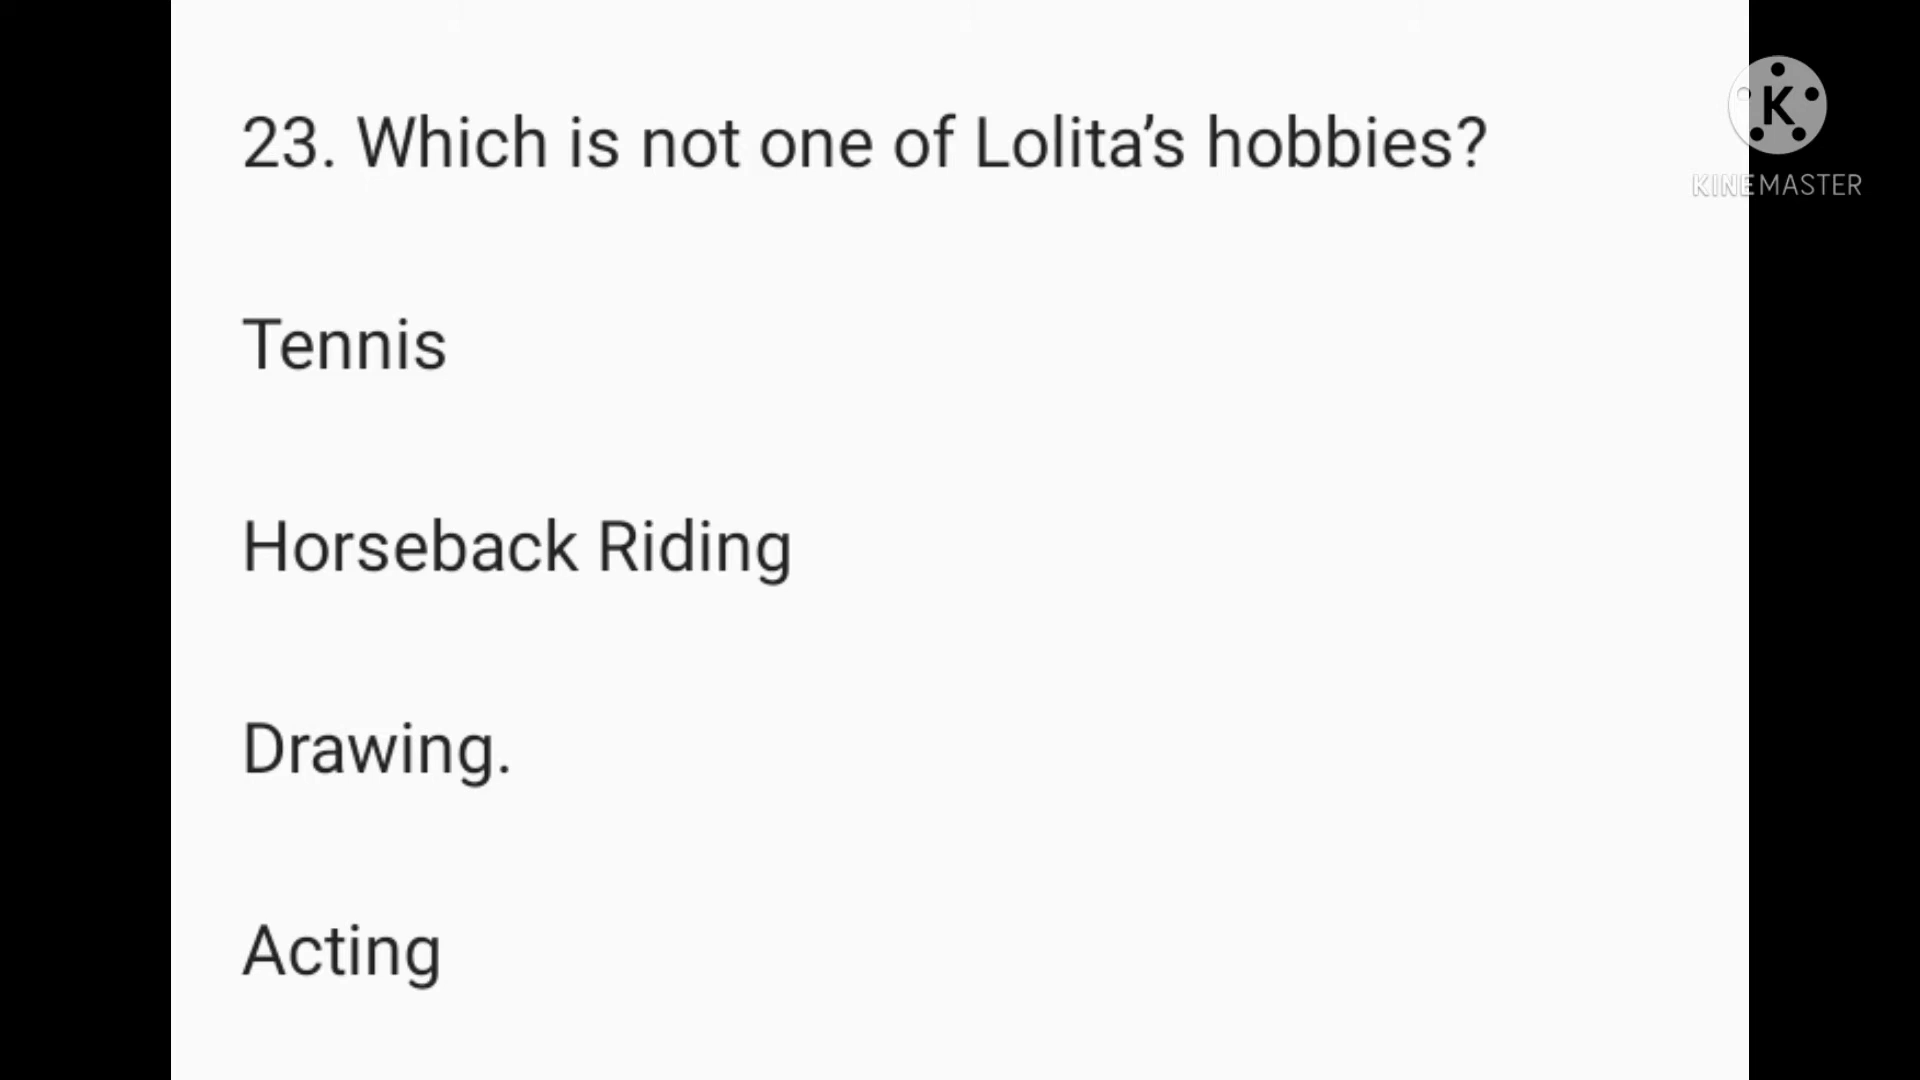 23. Which is not one of Lolita’s hobbies?
K
KINEMASTER
Tennis
Horseback Riding
Drawing.
Acting